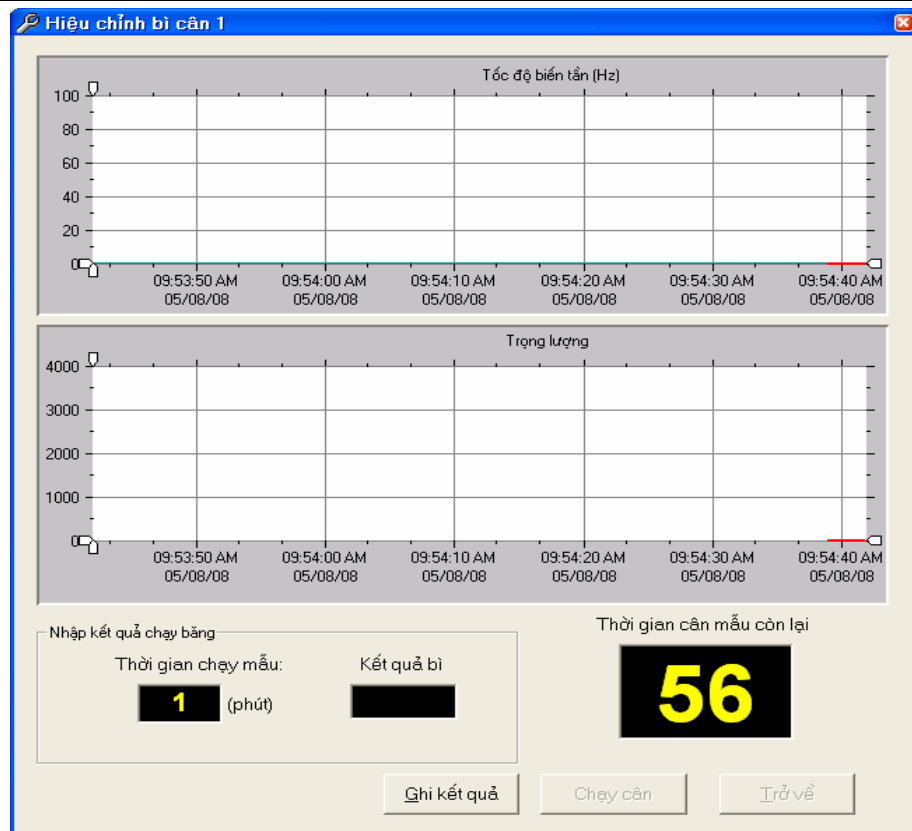 Hiệu chỉnh bì cân 1
Tốc độ biến tần (Hz)
100
80
60
40
20
0
09:53:50 AM 09:54:00 AM 09:54:10 AM 09:54:20 AM 09:54:30 AM 09:54:40 AM
05/08/08 05/08/08 05/08/08 05/08/08 05/08/08 05/08/08
Trọng lượng
4000
3000
2000
1000
0
09:53:50 AM 09:54:00 AM 09:54:10 AM 09:54:20 AM 09:54:30 AM 09:54:40 AM
05/08/08 05/08/08 05/08/08 05/08/08 05/08/08 05/08/08
Nhập kết quả chạy băng
Thời gian chạy mẫu: Kết quả bì
1 (phút)
Thời gian cân mẫu còn lại
56
Ghi kết quả Chạy cân Trở về